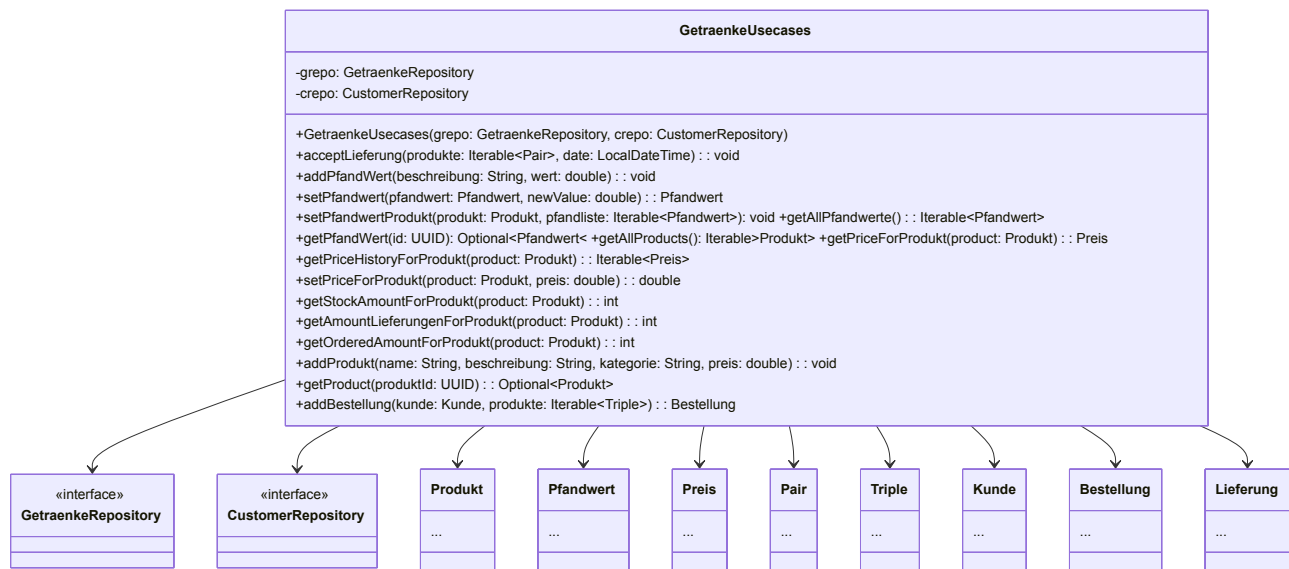 GetraenkeUsecases
-grepo: GetraenkeRepository
-crepo: CustomerRepository
+GetraenkeUsecases(grepo: GetraenkeRepository, crepo: CustomerRepository)
+acceptLieferung(produkte: Iterable<Pair>, date: LocalDateTime) : : void
+addPfandWert(beschreibung: String, wert: double) : : void
+setPfandwert(pfandwert: Pfandwert, newValue: double) : : Pfandwert
+setPfandwertProdukt(produkt: Produkt, pfandliste: Iterable<Pfandwert>): void +getAllPfandwerte() : : Iterable<Pfandwert>
+getPfandWert(id: UUID): Optional<Pfandwert< +getAllProducts(): Iterable>Produkt> +getPriceForProdukt(product: Produkt) : : Preis
+getPriceHistoryForProdukt(product: Produkt) : : Iterable<Preis>
+setPriceForProdukt(product: Produkt, preis: double) : : double
+getStockAmountForProdukt(product: Produkt) : : int
+getAmountLieferungenForProdukt(product: Produkt) : : int
+getOrderedAmountForProdukt(product: Produkt) : : int
+addProdukt(name: String, beschreibung: String, kategorie: String, preis: double) : : void
+getProduct(produktId: UUID) : : Optional<Produkt>
+addBestellung(kunde: Kunde, produkte: Iterable<Triple>) : : Bestellung
«interface»
GetraenkeRepository
«interface»
CustomerRepository
Produkt
...
Pfandwert
...
Preis
...
Pair
...
Triple
...
Kunde
...
Bestellung
...
Lieferung
...